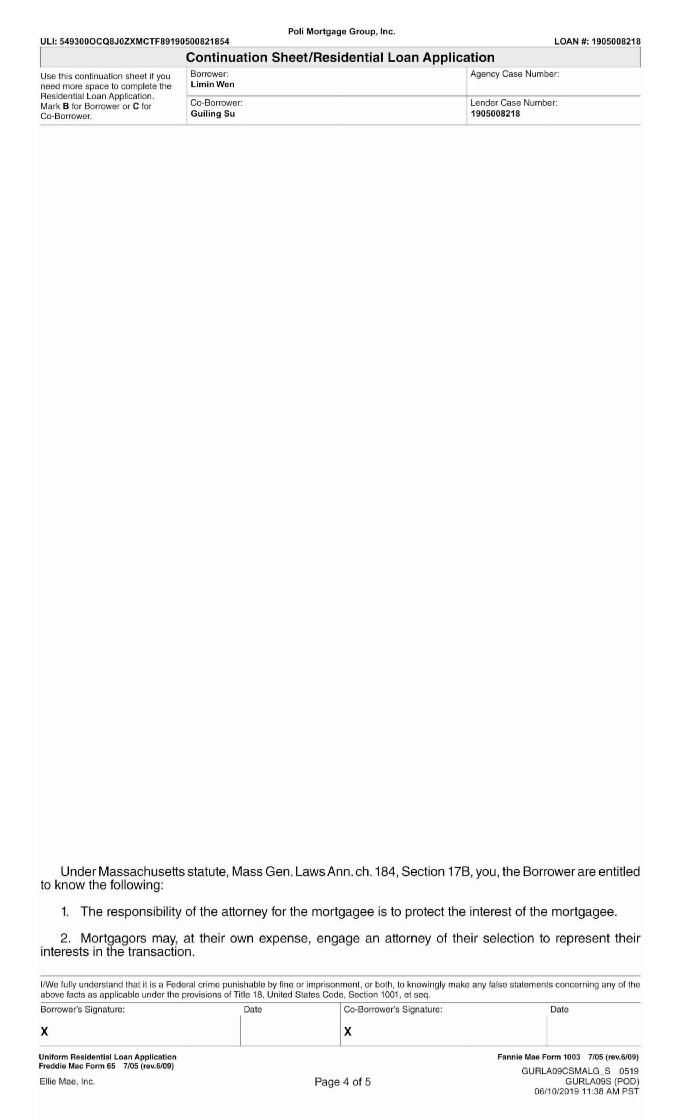 Poli Mortgage Group, Inc.
ULI: 549300OCQ8J0ZXMCTF89190500821854
LOAN #: 1905008218
Continuation Sheet/Residential Loan Application
Use this continuation sheet if you
need more space to complete the
Residential Loan Application.
Mark B for Borrower or C for
Co-Borrower.
Borrower:
Limin Wen
Agency Case Number:
Co-Borrower:
Guiling Su
Lender Case Number:
1905008218
Under Massachusetts statute, Mass Gen. Laws Ann. ch. 184, Section 17B, you, the Borrower are entitled
to know the following:
1. The responsibility of the attorney for the mortgagee is to protect the interest of the mortgagee.
2. Mortgagors may, at their own expense, engage an attorney of their selection to represent their
interests in the transaction.
I/We fully understand that it is a Federal crime punishable by fine or imprisonment, or both, to knowingly make any false statements concerning any of the
above facts as applicable under the provisions of Title 18, United States Code, Section 1001, et seq.
Borrower's Signature:
Date
Co-Borrower's Signature:
Date
X
X
Uniform Residential Loan Application
Freddie Mac Form 65 7/05 (rev.6/09)
Fannie Mae Form 1003 7/05 (rev.6/09)
Ellie Mae, Inc.
Page 4 of 5
GURLA09CSMALG_S 0519
GURLA09S (POD)
06/10/2019 11:38 AM PST